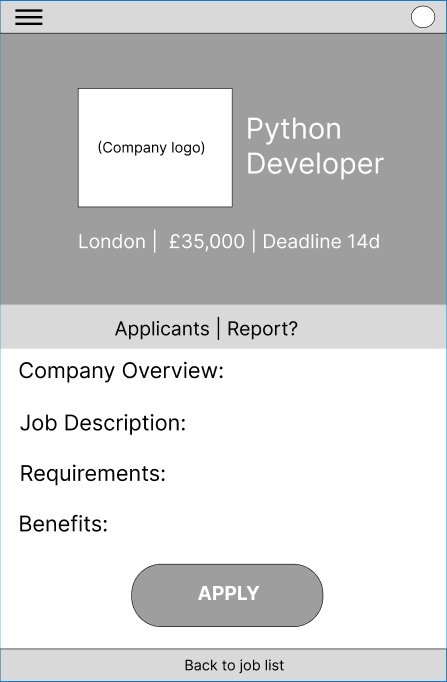 (Company logo)
Python
Developer
London | £35,000 | Deadline 14d
Applicants | Report?
Company Overview:
Job Description:
Requirements:
Benefits:
APPLY
Back to job list